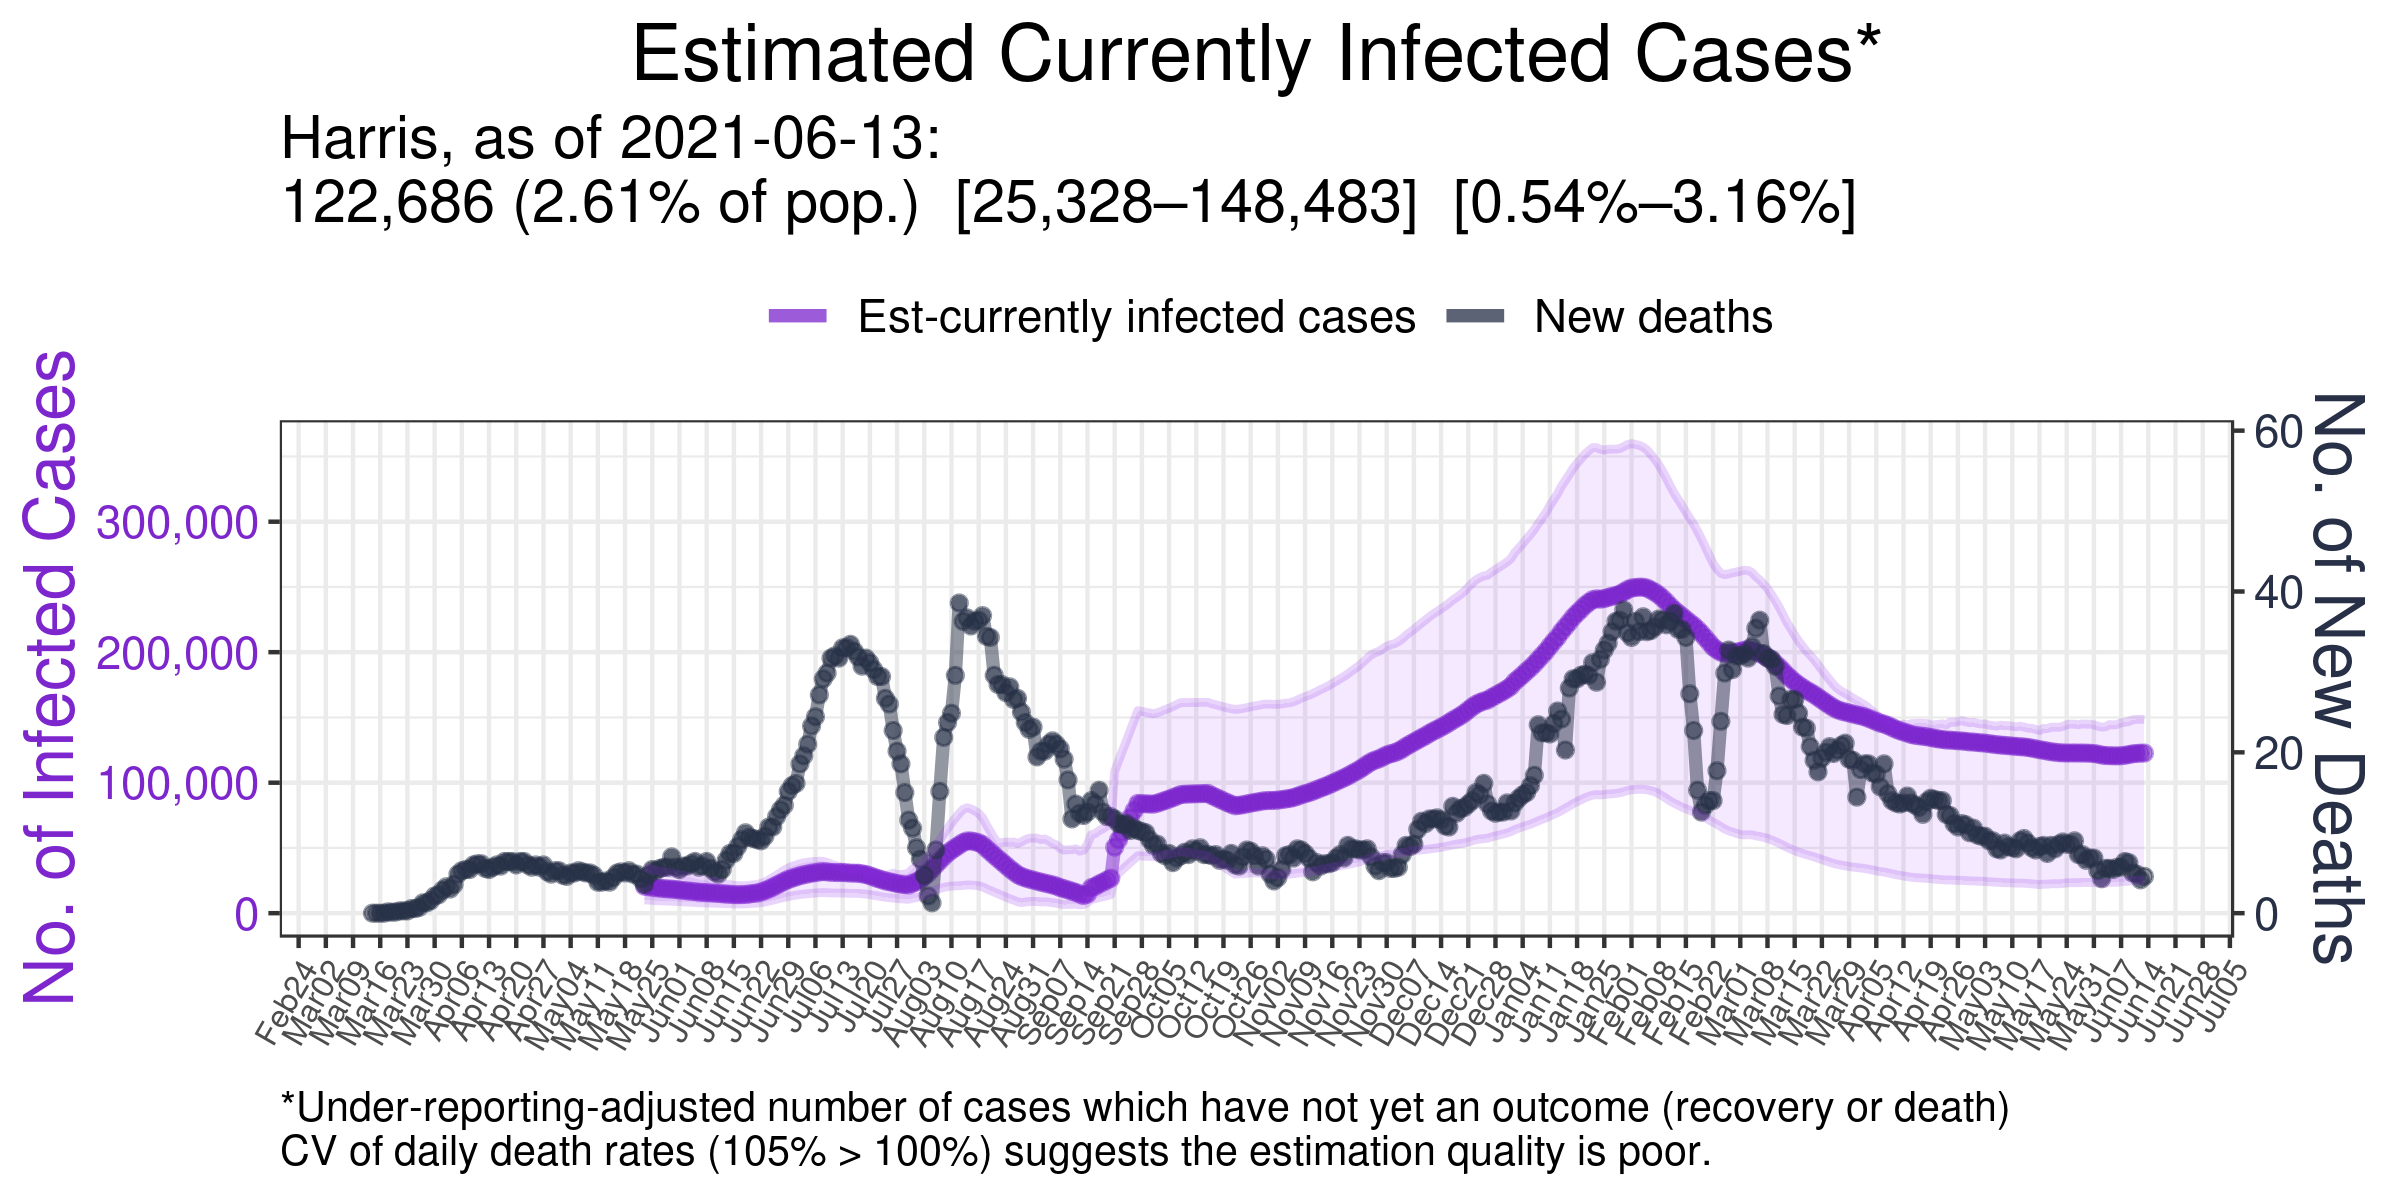 Estimated Currently Infected Cases*
Harris, as of 2021-06-13:
122,686 (2.61% of pop.) [25,328–148,483] [0.54%–3.16%]
Est-currently infected cases New deaths
No. of Infected Cases
300,000
200,000
100,000
0
60
40
20
0
No. of New Deaths
Feb24 Mar02 Mar09 Mar16 Mar23 Mar30 Apr06 Apr13 Apr20 Apr27 May04 May11 May18 May25 Jun01 Jun08 Jun15 Jun22 Jun29 Jul06 Jul13 Jul20 Jul27 Aug03 Aug10 Aug17 Aug24 Aug31 Sep07 Sep14 Sep21 Sep28 Oct05 Oct12 Oct19 Oct26 Nov02 Nov09 Nov16 Nov23 Nov30 Dec07 Dec14 Dec21 Dec28 Jan04 Jan11 Jan18 Jan25 Feb01 Feb08 Feb15 Feb22 Mar01 Mar08 Mar15 Mar22 Mar29 Apr05 Apr12 Apr19 Apr26 May03 May10 May17 May24 May31 Jun07 Jun14 Jun21 Jun28 Jul05
*Under-reporting-adjusted number of cases which have not yet an outcome (recovery or death)
CV of daily death rates (105% > 100%) suggests the estimation quality is poor.